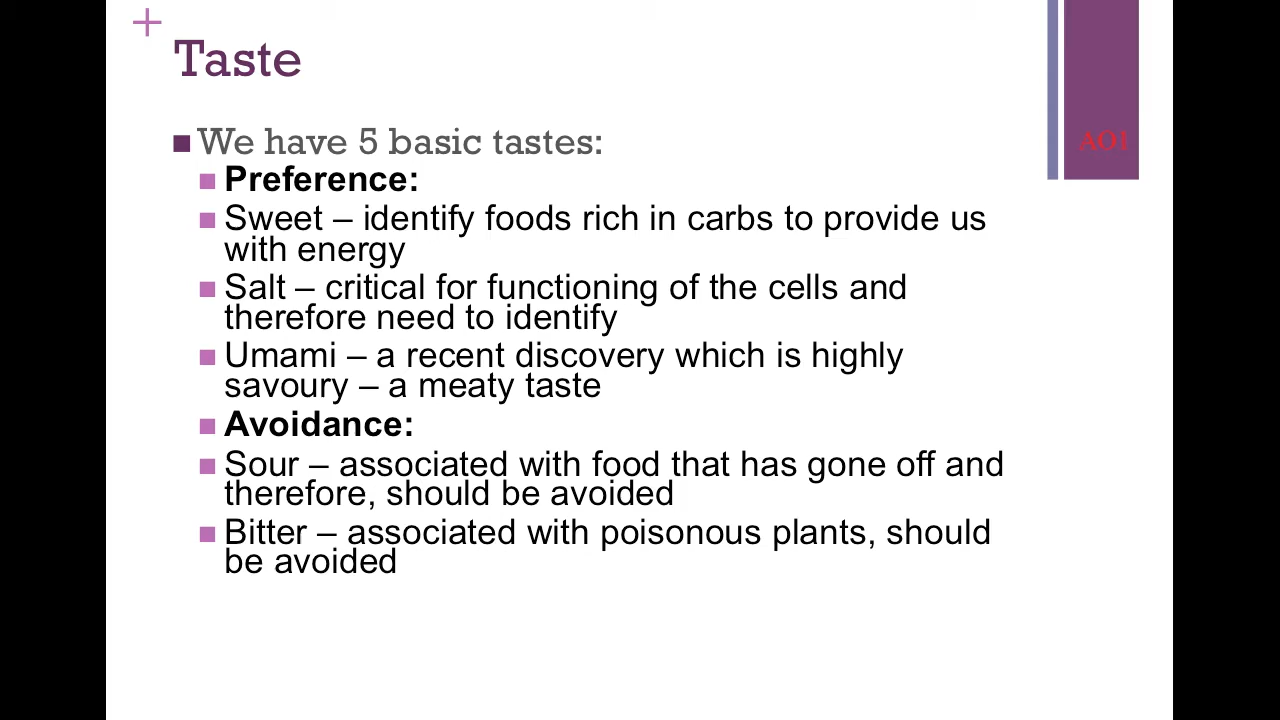 +
Taste
AO1
We have 5 basic tastes:
Preference:
Sweet – identify foods rich in carbs to provide us
with energy
Salt – critical for functioning of the cells and
therefore need to identify
Umami – a recent discovery which is highly
savoury – a meaty taste
Avoidance:
Sour – associated with food that has gone off and
therefore, should be avoided
Bitter – associated with poisonous plants, should
be avoided